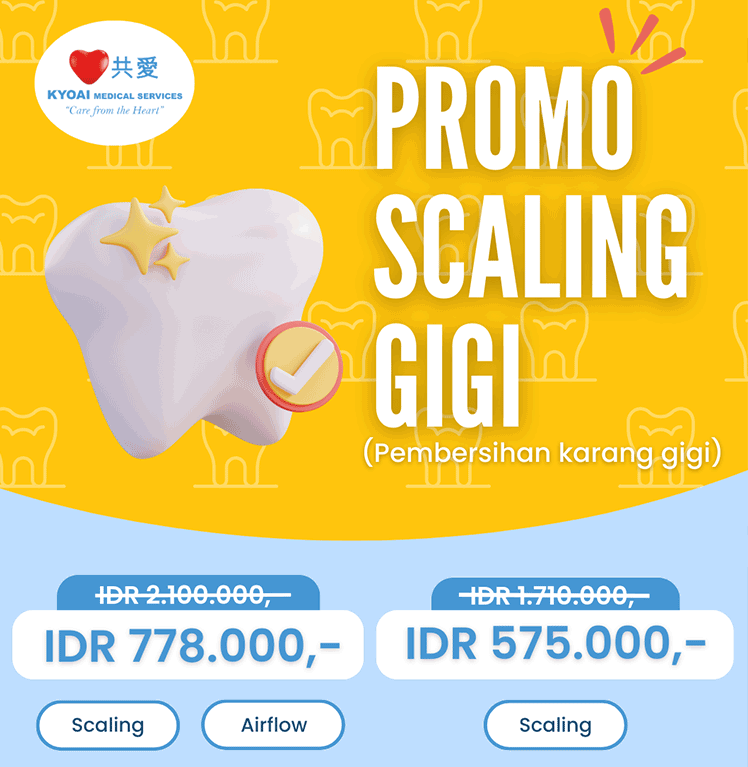 共愛
KYOAI MEDICAL SERVICES
"Care from the Heart"
PROMO
SCALING
GIGI
(Pembersihan karang gigi)
IDR 2.100.000,-
IDR 778.000,-
Scaling
Airflow
IDR 1.710.000,-
IDR 575.000,-
Scaling